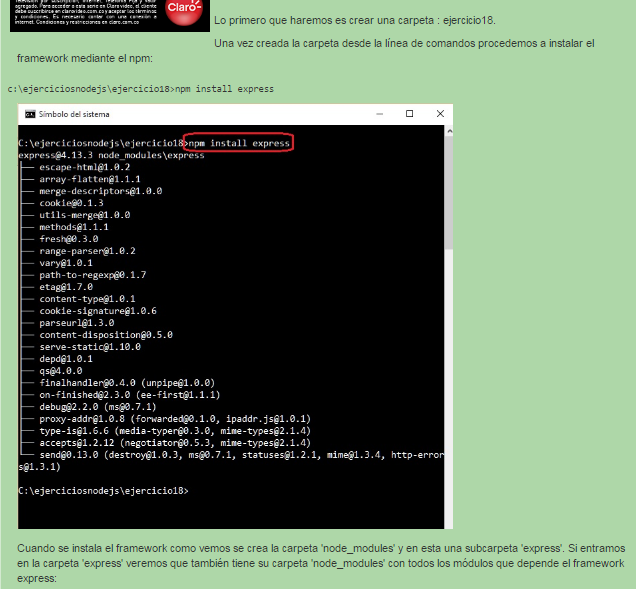 Televisión por suscripción, Internet, Telefonía Fija y valor
agregado. Para acceder a esta serie en Clarovideo, el cliente
debe suscribirse en clarovideo.com.co y aceptar los términos
y condiciones. Es necesario contar con una conexión a
internet. Condiciones y restricciones en claro.com.co
Claro
Lo primero que haremos es crear una carpeta : ejercicio18.
Una vez creada la carpeta desde la línea de comandos procedemos a instalar el
framework mediante el npm:
c:\ejerciciosnodejs\ejercicio18>npm install express
Símbolo del sistema
C:\ejerciciosnodejs\ejercicio18>npm install express
express@4.13.3 node_modules\express
├── escape-html@1.0.2
├── array-flatten@1.1.1
├── merge-descriptors@1.0.0
├── cookie@0.1.3
├── utils-merge@1.0.0
├── methods@1.1.1
├── fresh@0.3.0
├── range-parser@1.0.2
├── vary@1.0.1
├── path-to-regexp@0.1.7
├── etag@1.7.0
├── content-type@1.0.1
├── cookie-signature@1.0.6
├── parseurl@1.3.0
├── content-disposition@0.5.0
├── serve-static@1.10.0
├── depd@1.0.1
├── qs@4.0.0
├── finalhandler@0.4.0 (unpipe@1.0.0)
├── on-finished@2.3.0 (ee-first@1.1.1)
├── debug@2.2.0 (ms@0.7.1)
├── proxy-addr@1.0.8 (forwarded@0.1.0, ipaddr.js@1.0.1)
├── type-is@1.6.6 (media-typer@0.3.0, mime-types@2.1.4)
├── accepts@1.2.12 (negotiator@0.5.3, mime-types@2.1.4)
└── send@0.13.0 (destroy@1.0.3, ms@0.7.1, statuses@1.2.1, mime@1.3.4, http-error
s@1.3.1)
C:\ejerciciosnodejs\ejercicio18>
Cuando se instala el framework como vemos se crea la carpeta 'node_modules' y en esta una subcarpeta 'express'. Si entramos
en la carpeta 'express' veremos que también tiene su carpeta 'node_modules' con todos los módulos que depende el framework
express: